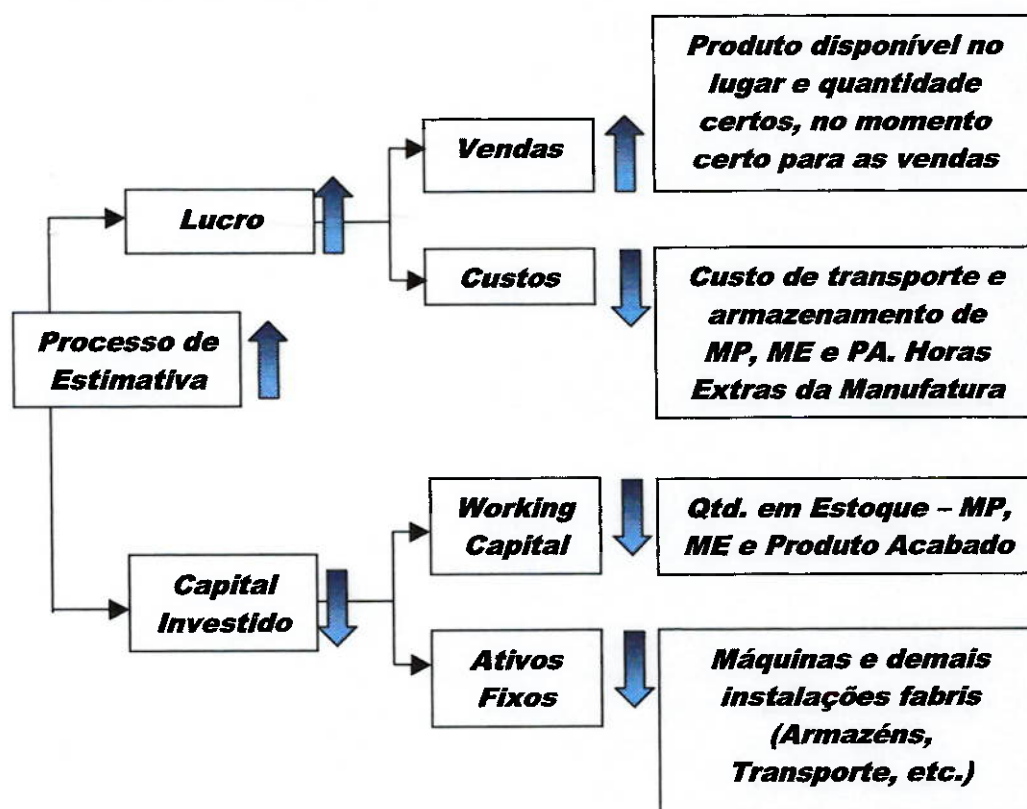 Produto disponível no
lugar e quantidade
certos, no momento
certo para as vendas
Vendas
Lucro
Custos
Custo de transporte e
armazenamento de
MP, ME e PA. Horas
Extras da Manufatura
Processo de
Estimativa
Working
Capital
Qtd. em Estoque – MP,
ME e Produto Acabado
Capital
Investido
Ativos
Fixos
Máquinas e demais
instalações fabris
(Armazéns,
Transporte, etc.)